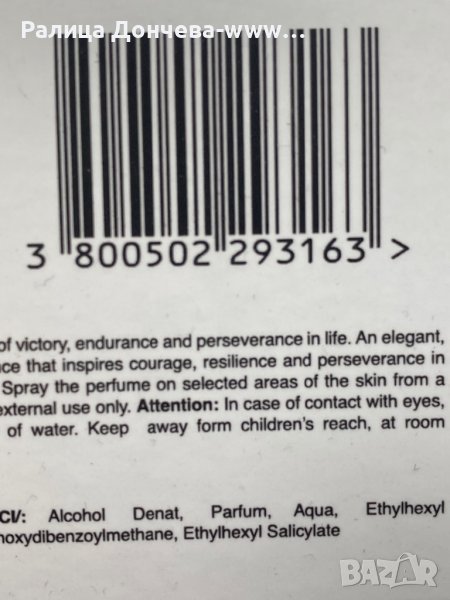 Ралица Дончева-www...
3 800502 293163 >
of victory, endurance and perseverance in life. An elegant,
that inspires courage, resilience and perseverance in
Spray the perfume on selected areas of the skin from a
external use only. Attention: In case of contact with eyes,
of water. Keep away form children's reach, at room
Alcohol Denat, Parfum, Aqua, Ethylhexyl
Ethylhexyl Salicylate
BAZAR